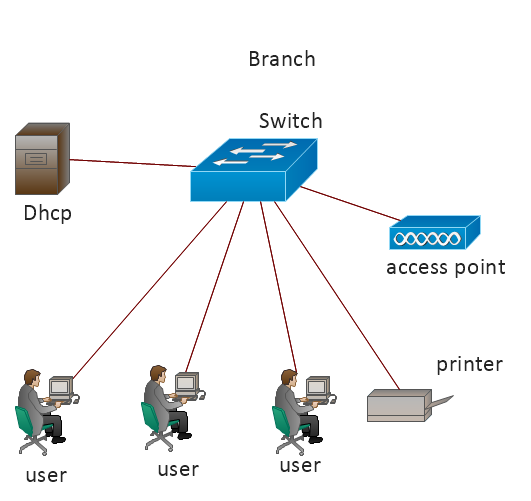 Branch
Switch
Dhcp
access point
printer
user
user
user